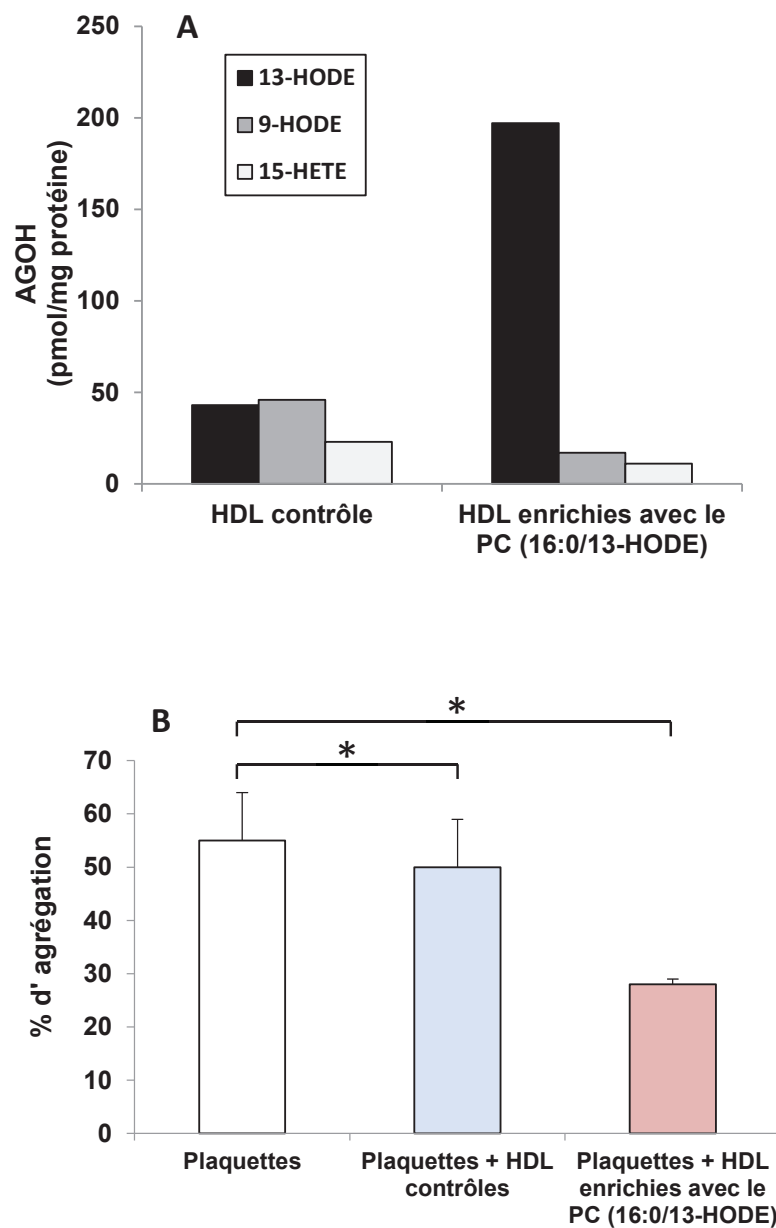 A
250
200
150
100
50
0
AGOH
(pmol/mg protéine)
13-HODE
9-HODE
15-HETE
HDL contrôle
HDL enrichies avec le
PC (16:0/13-HODE)
B
*
*
70
60
50
40
30
20
10
0
% d' agrégation
Plaquettes
Plaquettes + HDL
contrôles
Plaquettes + HDL
enrichies avec le
PC (16:0/13-HODE)